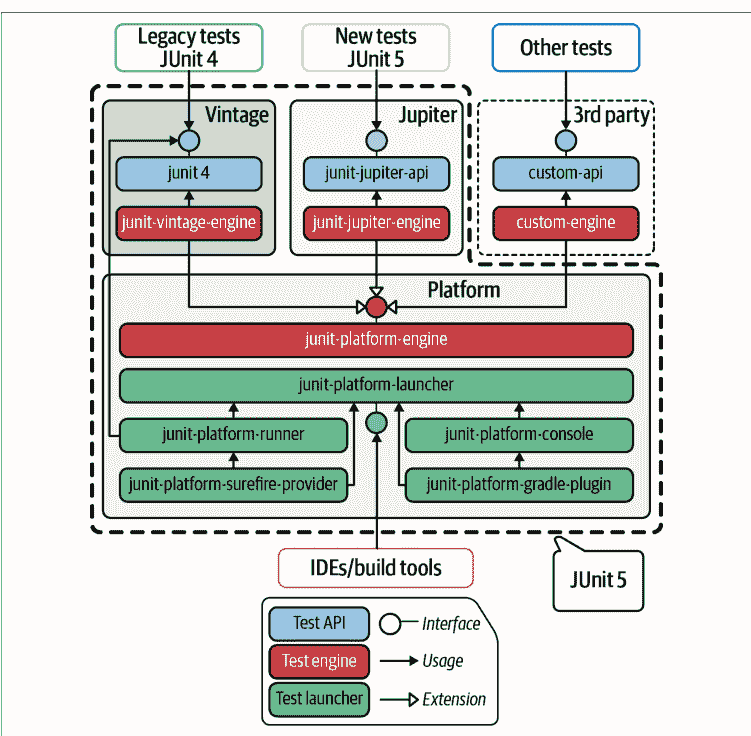 Legacy tests
JUnit 4
New tests
JUnit 5
Other tests
Vintage
Jupiter
3rd party
junit 4
junit-jupiter-api
custom-api
junit-vintage-engine
junit-jupiter-engine
custom-engine
Platform
junit-platform-engine
junit-platform-launcher
junit-platform-runner
junit-platform-console
junit-platform-surefire-provider
junit-platform-gradle-plugin
IDEs/build tools
JUnit 5
Test API
Interface
Test engine
Usage
Test launcher
Extension